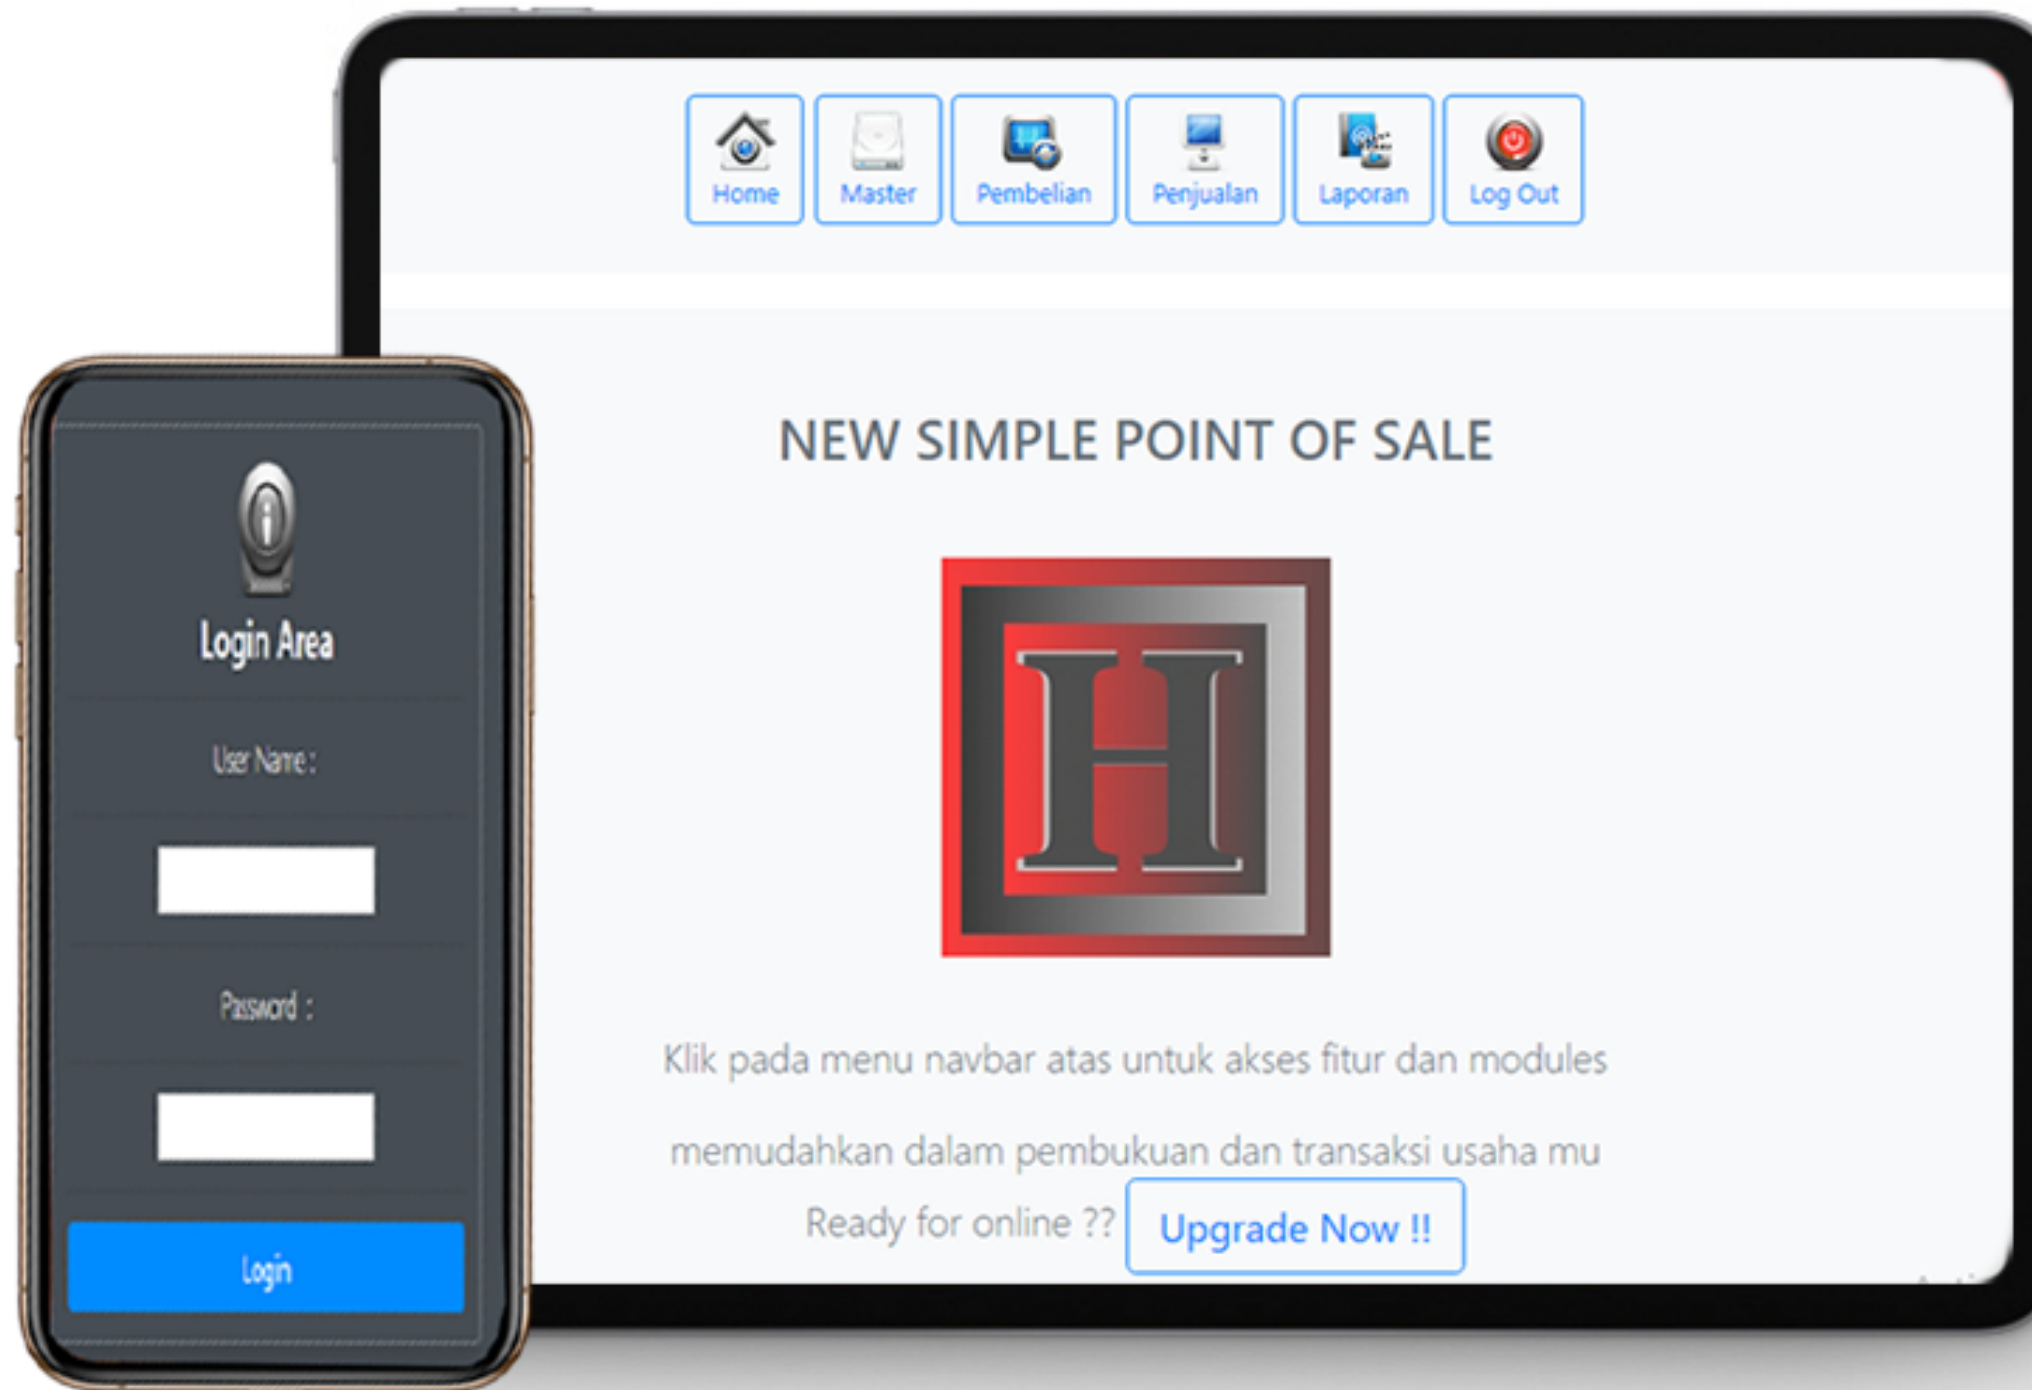 Home Master Pembelian Penjualan Laporan Log Out
NEW SIMPLE POINT OF SALE
H
Klik pada menu navbar atas untuk akses fitur dan modules
memudahkan dalam pembukuan dan transaksi usaha mu
Ready for online ?? Upgrade Now !!
Login Area
User Name :
Password :
Login